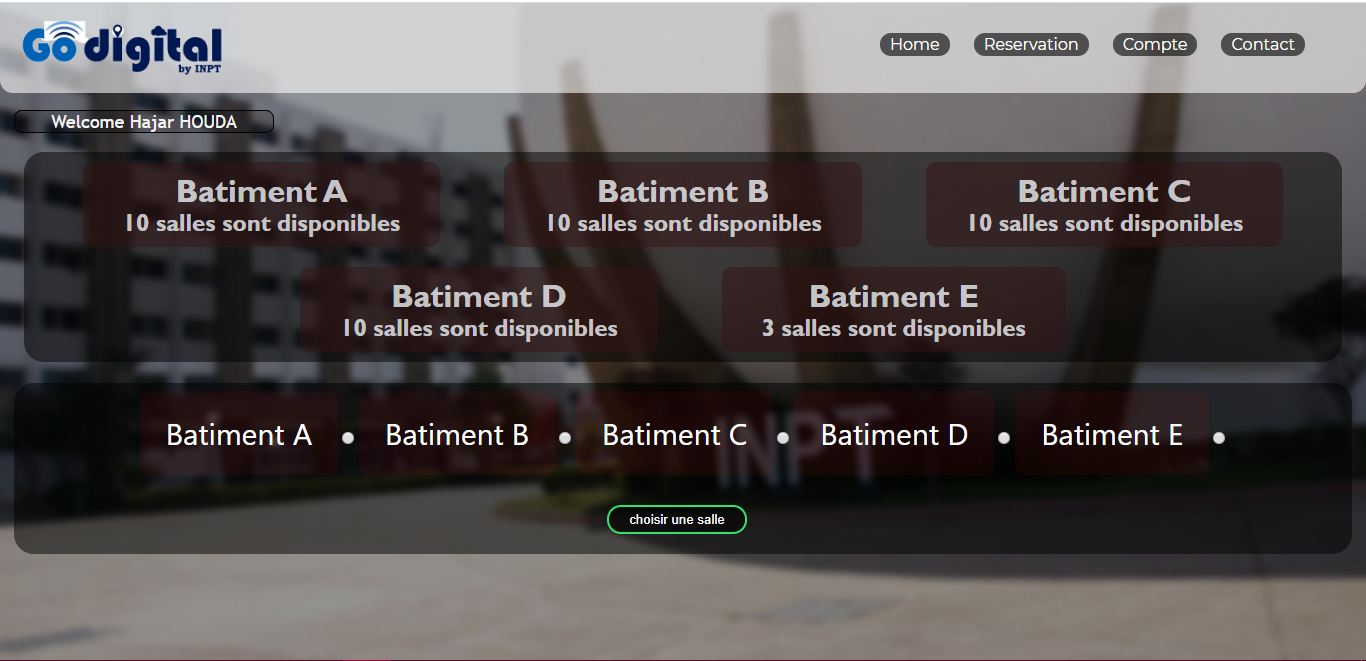 Go digital
by INPT
Home Reservation Compte Contact
Welcome Hajar HOUDA
Batiment A
10 salles sont disponibles
Batiment B
10 salles sont disponibles
Batiment C
10 salles sont disponibles
Batiment D
10 salles sont disponibles
Batiment E
3 salles sont disponibles
Batiment A Batiment B Batiment C Batiment D Batiment E
INPT
choisir une salle